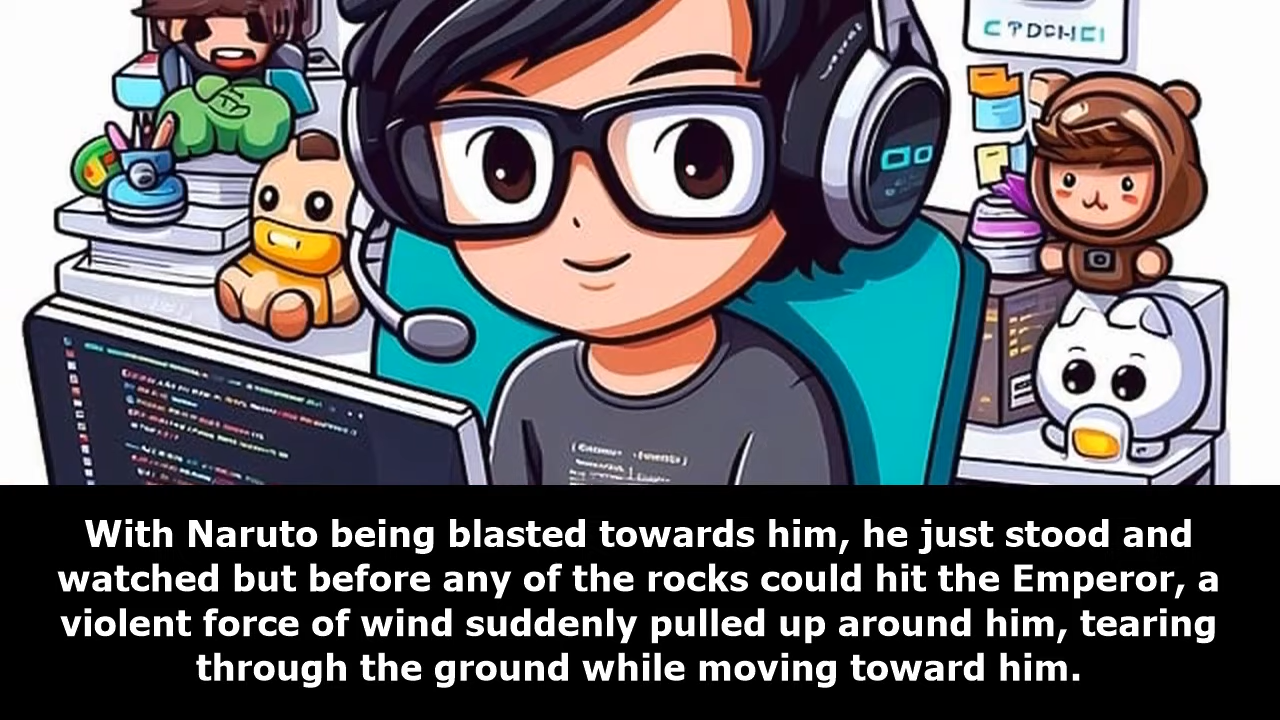 With Naruto being blasted towards him, he just stood and
watched but before any of the rocks could hit the Emperor, a
violent force of wind suddenly pulled up around him, tearing
through the ground while moving toward him.